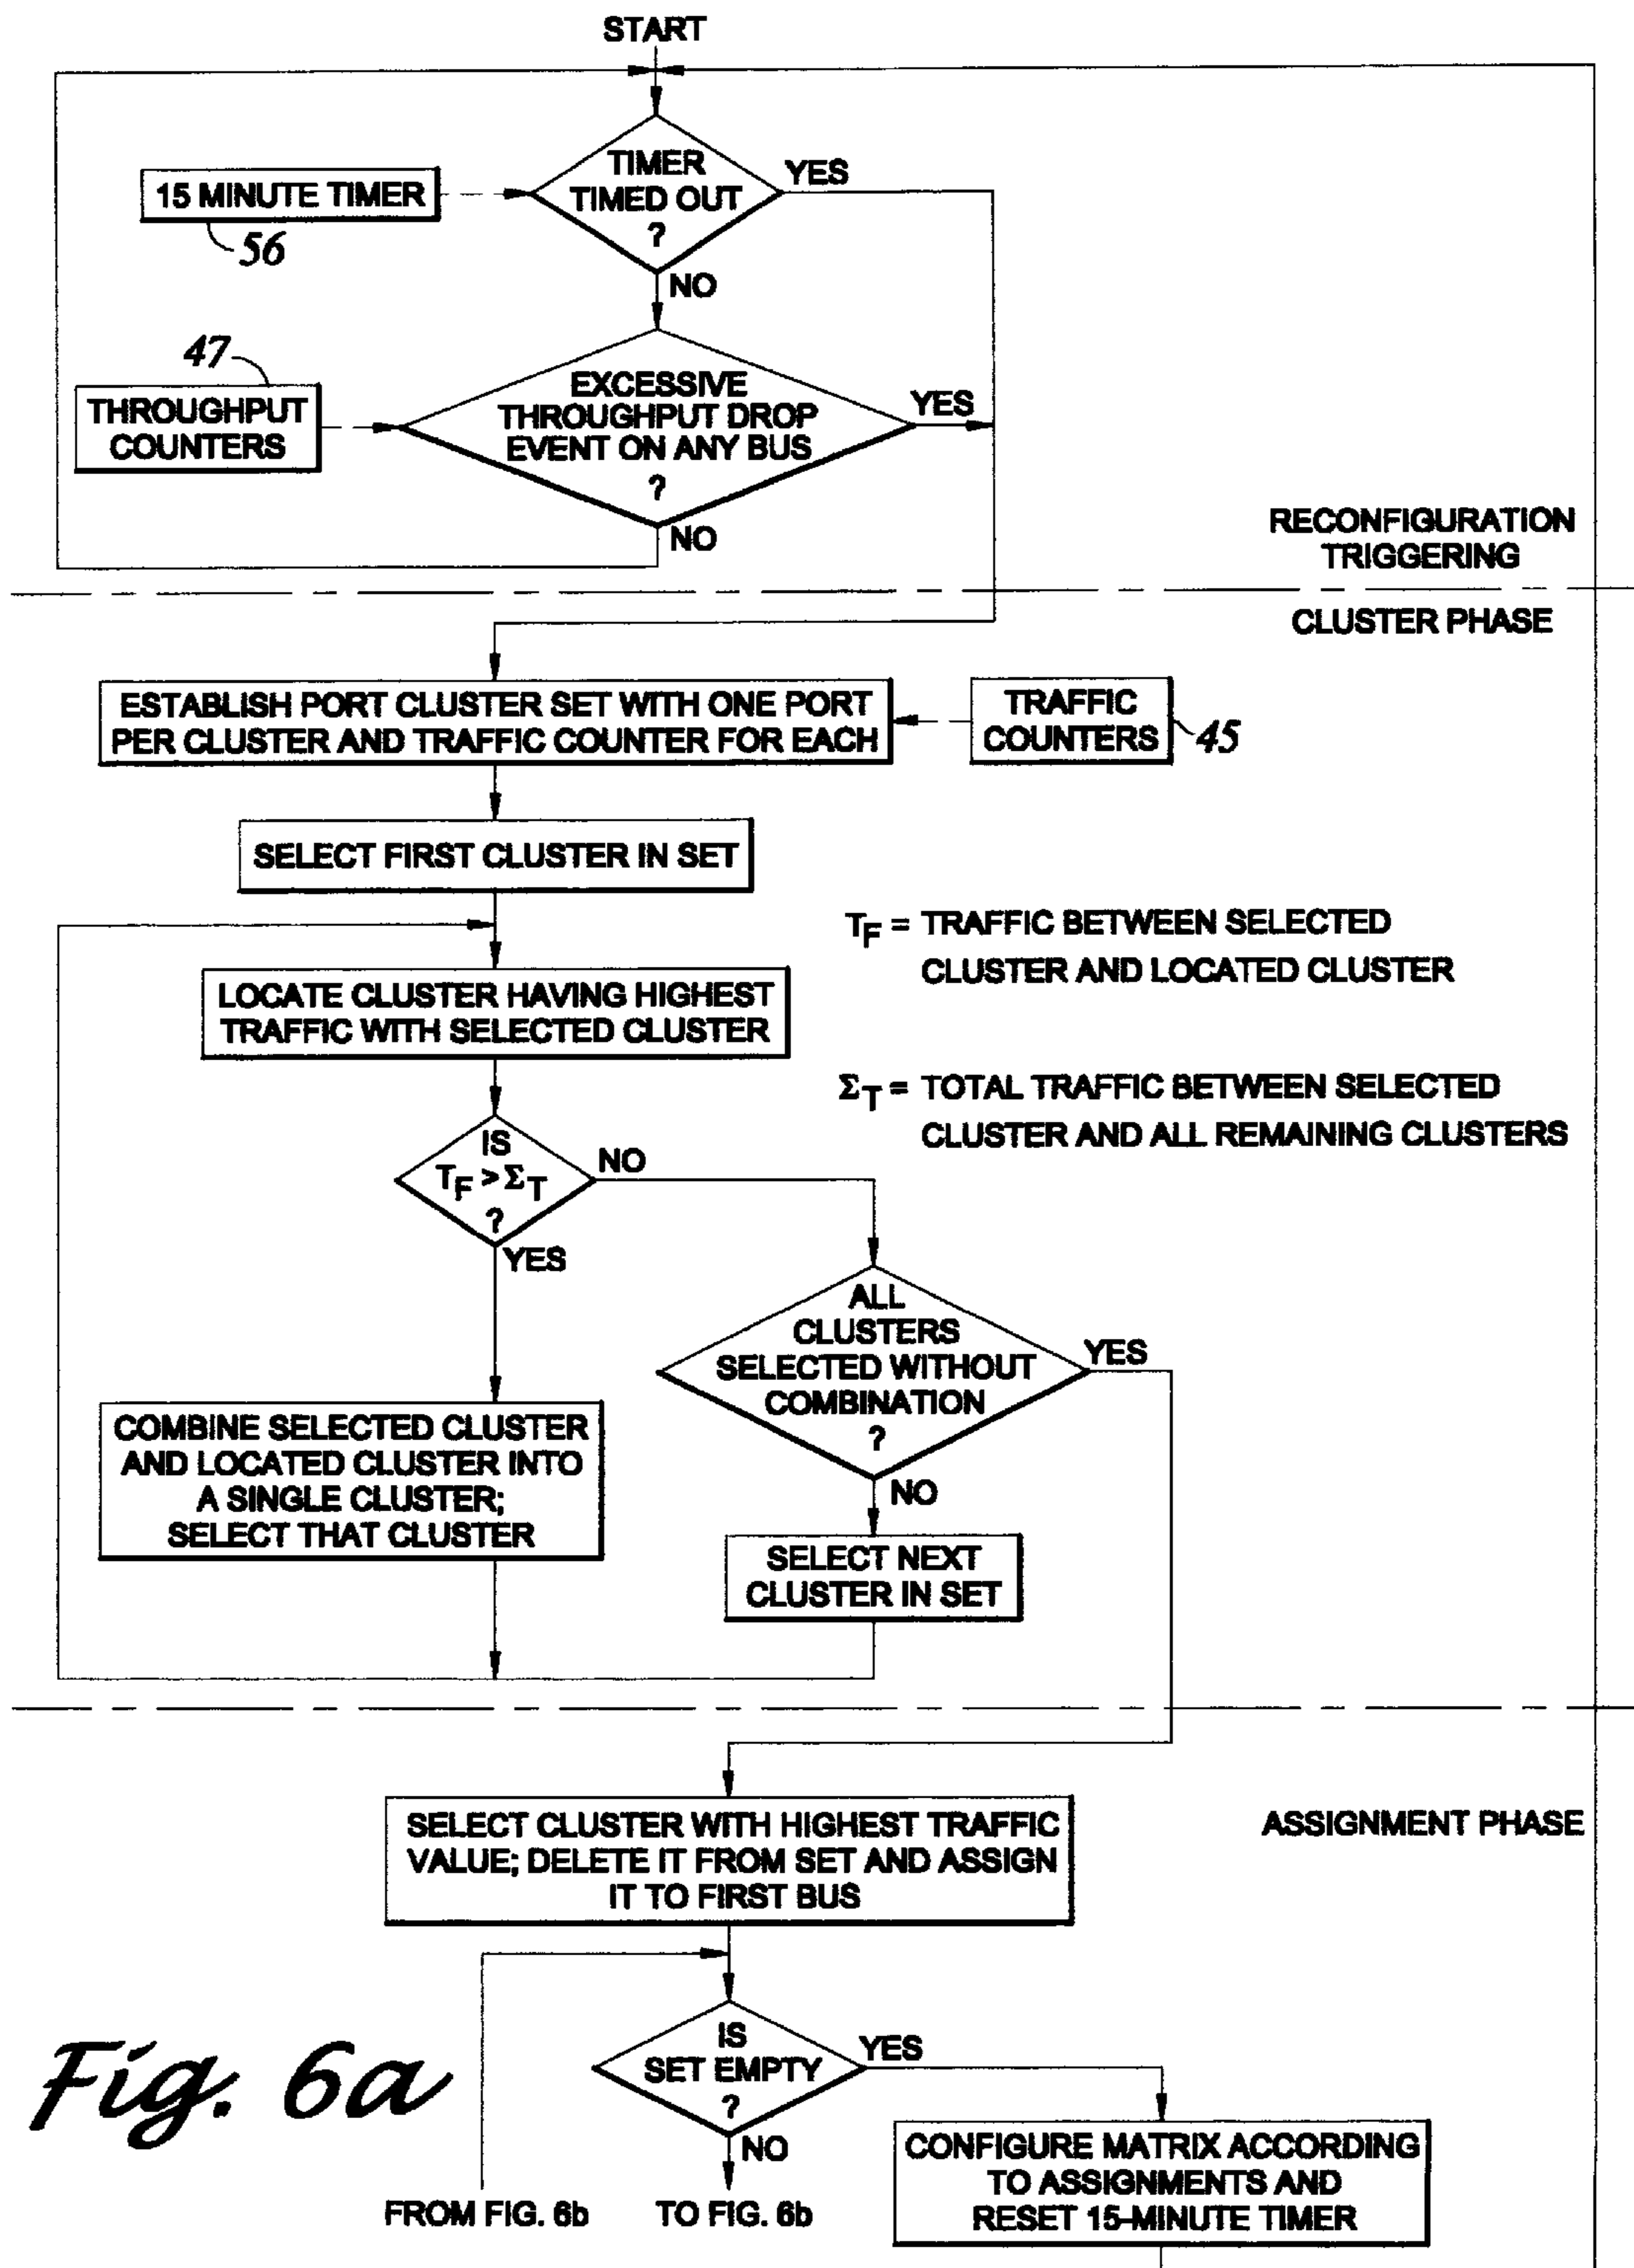 START
TIMER
TIMED OUT
?
YES
15 MINUTE TIMER
56
NO
47
THROUGHPUT
COUNTERS
EXCESSIVE
THROUGHPUT DROP
EVENT ON ANY BUS
?
YES
NO
RECONFIGURATION
TRIGGERING
CLUSTER PHASE
ESTABLISH PORT CLUSTER SET WITH ONE PORT
PER CLUSTER AND TRAFFIC COUNTER FOR EACH
TRAFFIC
COUNTERS
45
SELECT FIRST CLUSTER IN SET
TF = TRAFFIC BETWEEN SELECTED
CLUSTER AND LOCATED CLUSTER
LOCATE CLUSTER HAVING HIGHEST
TRAFFIC WITH SELECTED CLUSTER
ΣT = TOTAL TRAFFIC BETWEEN SELECTED
CLUSTER AND ALL REMAINING CLUSTERS
IS
TF > ΣT
?
NO
YES
ALL
CLUSTERS
SELECTED WITHOUT
COMBINATION
?
YES
NO
COMBINE SELECTED CLUSTER
AND LOCATED CLUSTER INTO
A SINGLE CLUSTER;
SELECT THAT CLUSTER
SELECT NEXT
CLUSTER IN SET
SELECT CLUSTER WITH HIGHEST TRAFFIC
VALUE; DELETE IT FROM SET AND ASSIGN
IT TO FIRST BUS
ASSIGNMENT PHASE
IS
SET EMPTY
?
YES
NO
CONFIGURE MATRIX ACCORDING
TO ASSIGNMENTS AND
RESET 15-MINUTE TIMER
FROM FIG. 6b
TO FIG. 6b
Fig. 6a